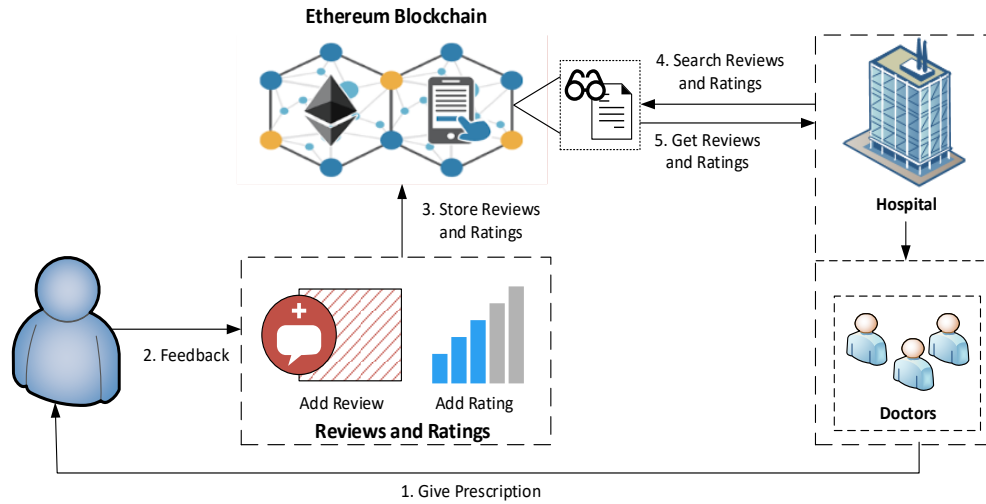 Ethereum Blockchain
4. Search Reviews
and Ratings
5. Get Reviews
and Ratings
Hospital
3. Store Reviews
and Ratings
2. Feedback
Add Review
Add Rating
Reviews and Ratings
Doctors
1. Give Prescription